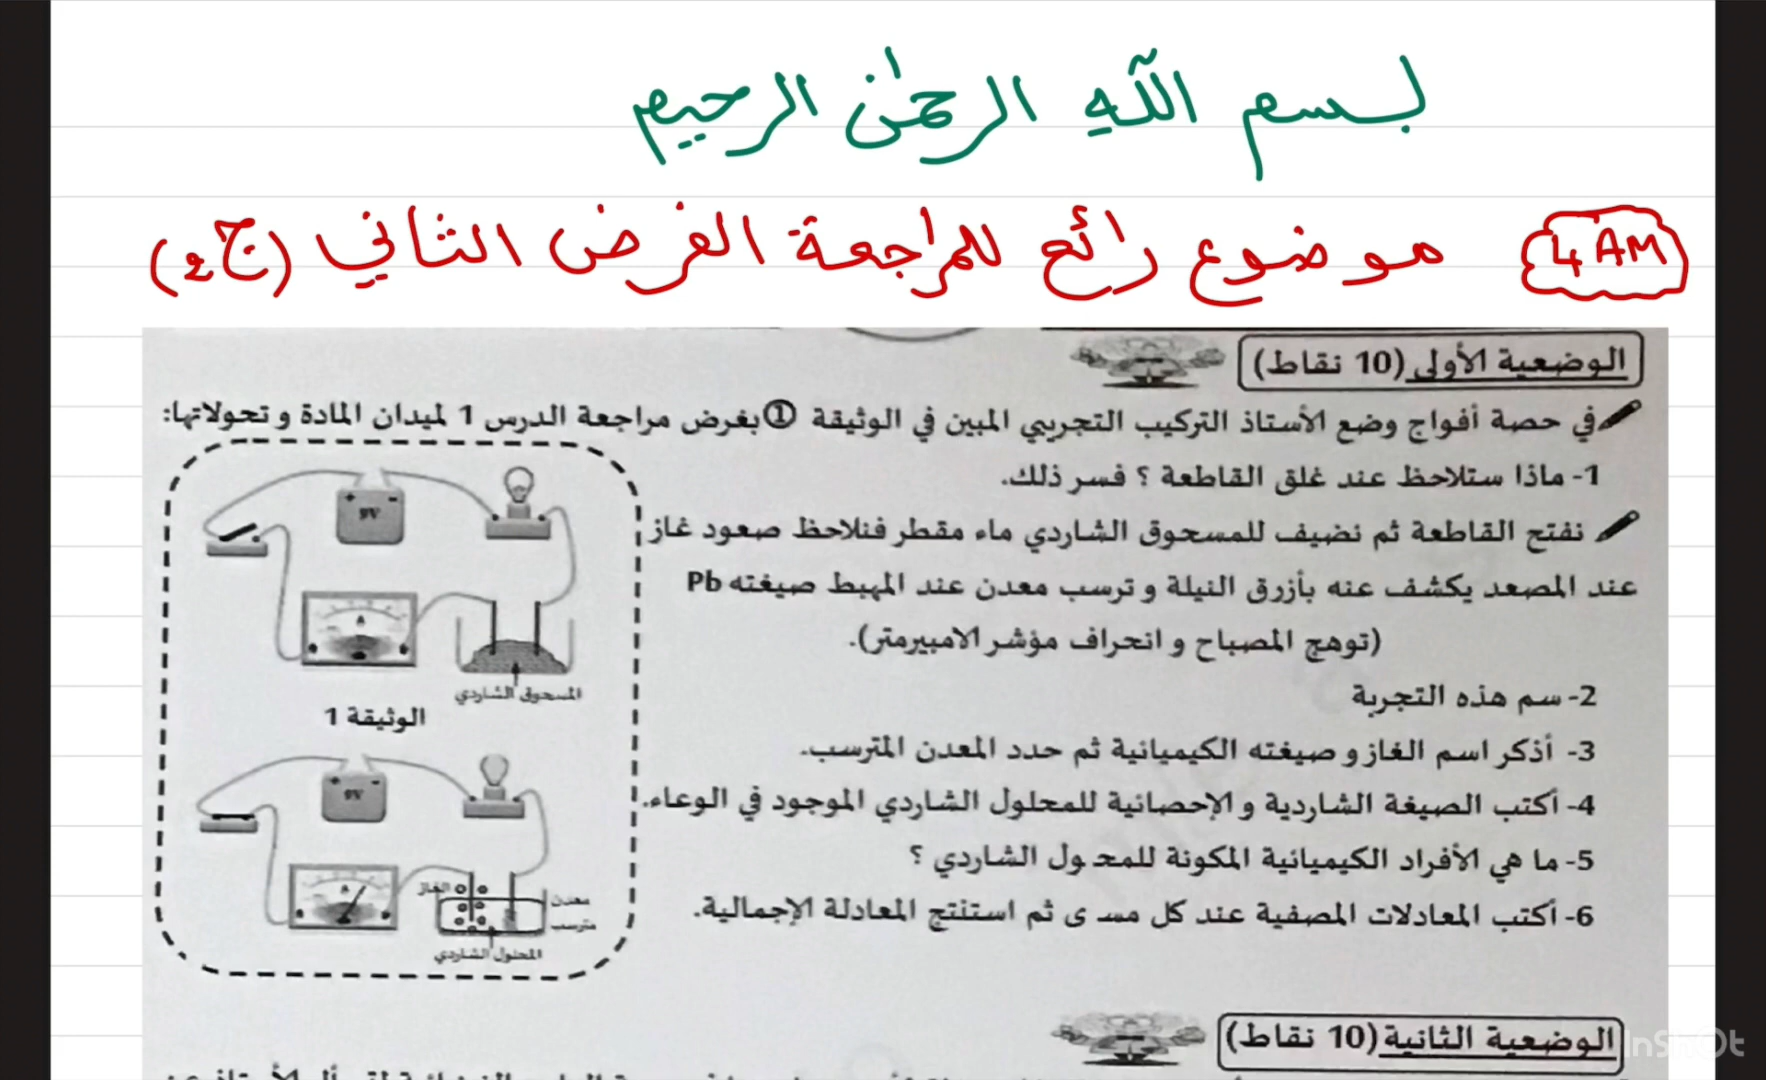 بسم الله الرحمن الرحيم
4 AM موضوع رائع لمراجعة الفرض الثاني (ج2)
الوضعية الأولى (10 نقاط)
في حصة أفواج وضع الأستاذ التركيب التجريبي المبين في الوثيقة ① بغرض مراجعة الدرس 1 لميدان المادة و تحولاتها:
1- ماذا ستلاحظ عند غلق القاطعة ؟ فسر ذلك.
نفتح القاطعة ثم نضيف للمسحوق الشاردي ماء مقطر فنلاحظ صعود غاز
عند المصعد يكشف عنه بأزرق النيلة و ترسب معدن عند المهبط صيغته Pb
(توهج المصباح و انحراف مؤشر الامبيرمتر).
2- سم هذه التجربة
3- أذكر اسم الغاز و صيغته الكيميائية ثم حدد المعدن المترسب.
4- أكتب الصيغة الشاردية و الإحصائية للمحلول الشاردي الموجود في الوعاء.
5- ما هي الأفراد الكيميائية المكونة للمحلول الشاردي ؟
6- أكتب المعادلات المصفية عند كل مسرى ثم استنتج المعادلة الإجمالية.
+ -
9V
A
المسحوق الشاردي
الوثيقة 1
+ -
9V
A
الغاز
معدن
مترسب
المحلول الشاردي
الوضعية الثانية (10 نقاط)
InShOt